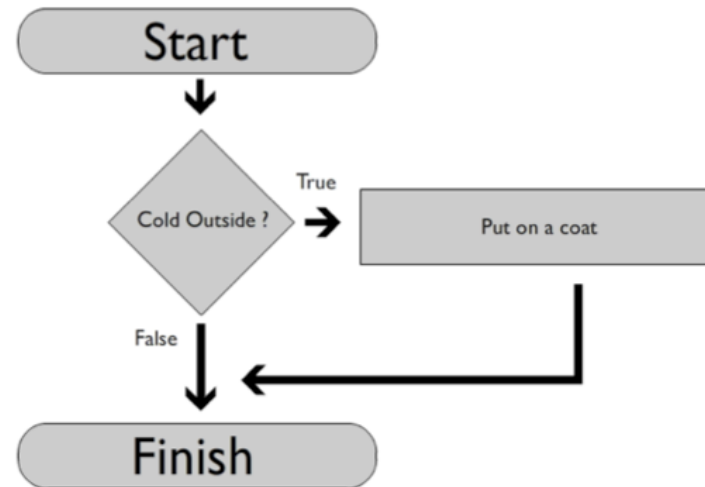 Start
Cold Outside ?
True
Put on a coat
False
Finish